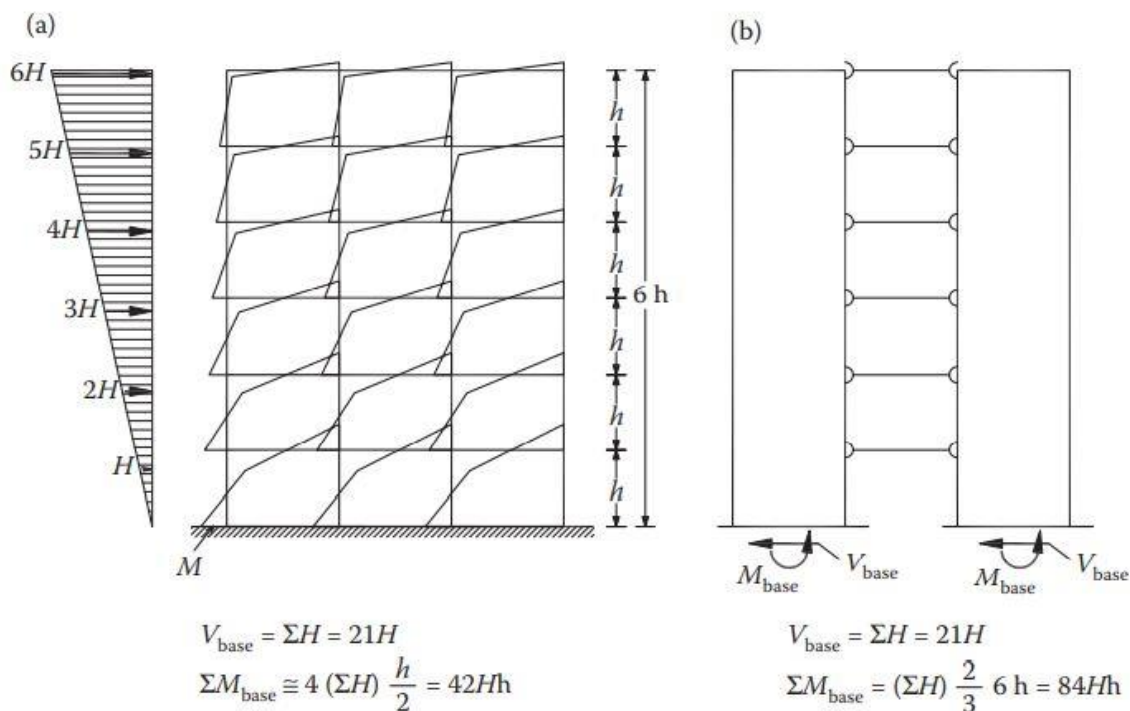 (a)
6H
5H
4H
3H
2H
H
M
h
h
h
h
h
h
6 h
V_base = ΣH = 21H
ΣM_base ≅ 4 (ΣH) h/2 = 42Hh
(b)
M_base
V_base
M_base
V_base
V_base = ΣH = 21H
ΣM_base = (ΣH) 2/3 6 h = 84Hh